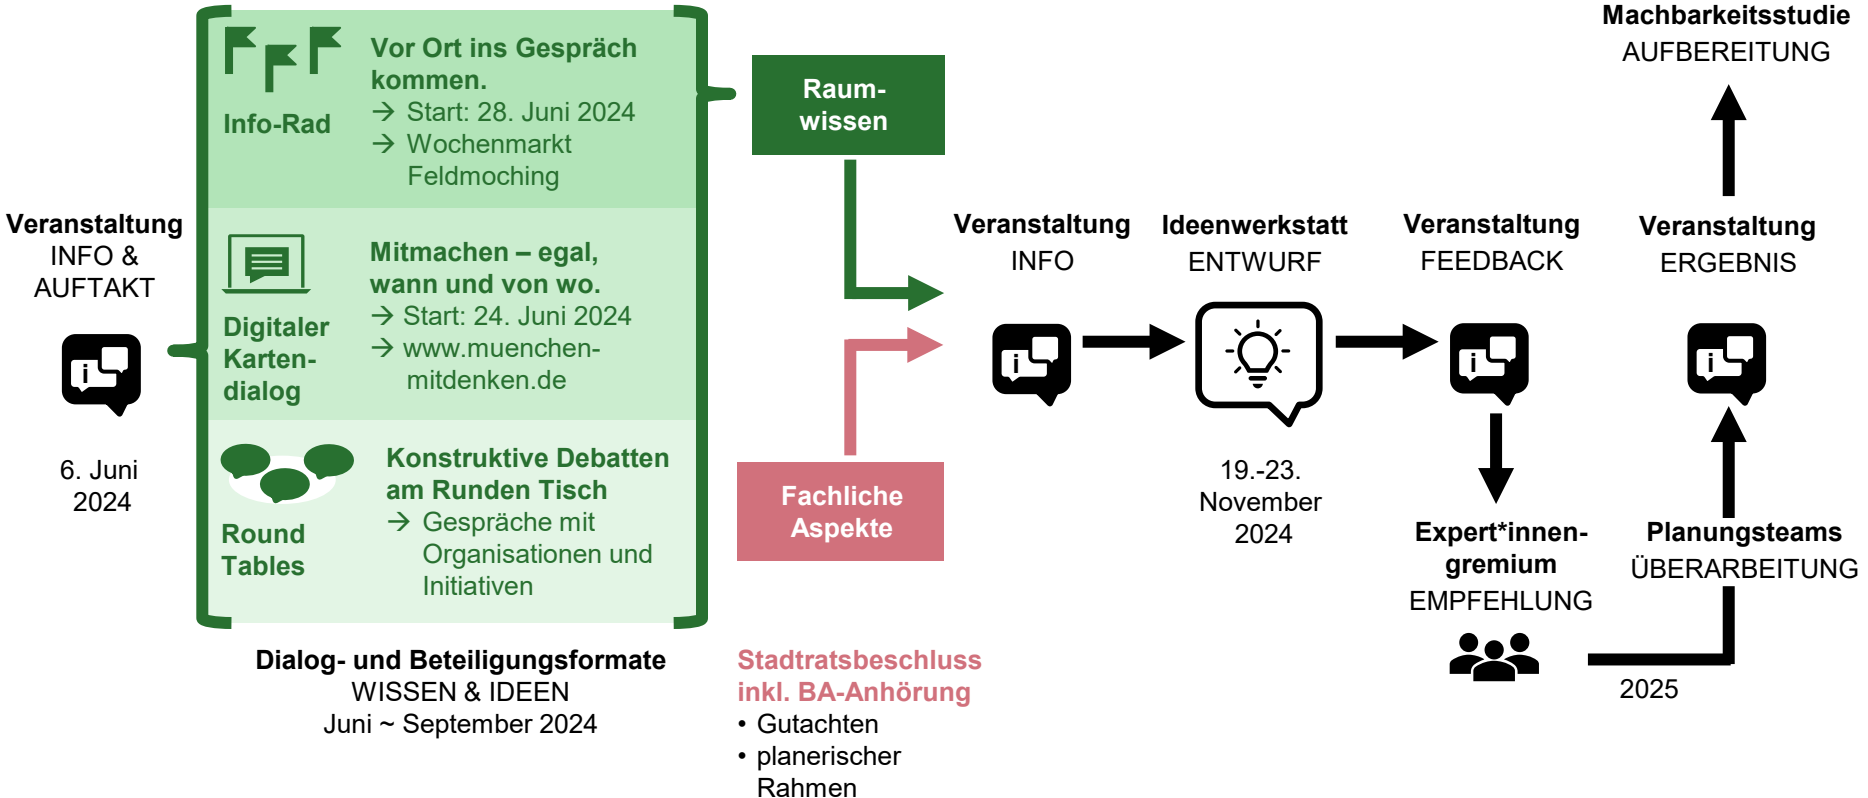 Veranstaltung
INFO &
AUFTAKT
i
6. Juni
2024
Info-Rad
Vor Ort ins Gespräch
kommen.
→ Start: 28. Juni 2024
→ Wochenmarkt
Feldmoching
Digitaler
Karten-
dialog
Mitmachen – egal,
wann und von wo.
→ Start: 24. Juni 2024
→ www.muenchen-
mitdenken.de
Round
Tables
Konstruktive Debatten
am Runden Tisch
→ Gespräche mit
Organisationen und
Initiativen
Dialog- und Beteiligungsformate
WISSEN & IDEEN
Juni ~ September 2024
Raum-
wissen
Fachliche
Aspekte
Stadtratsbeschluss
inkl. BA-Anhörung
• Gutachten
• planerischer
Rahmen
Veranstaltung
INFO
i
Ideenwerkstatt
ENTWURF
19.-23.
November
2024
Veranstaltung
FEEDBACK
i
Expert*innen-
gremium
EMPFEHLUNG
2025
Planungsteams
ÜBERARBEITUNG
Veranstaltung
ERGEBNIS
i
Machbarkeitsstudie
AUFBEREITUNG